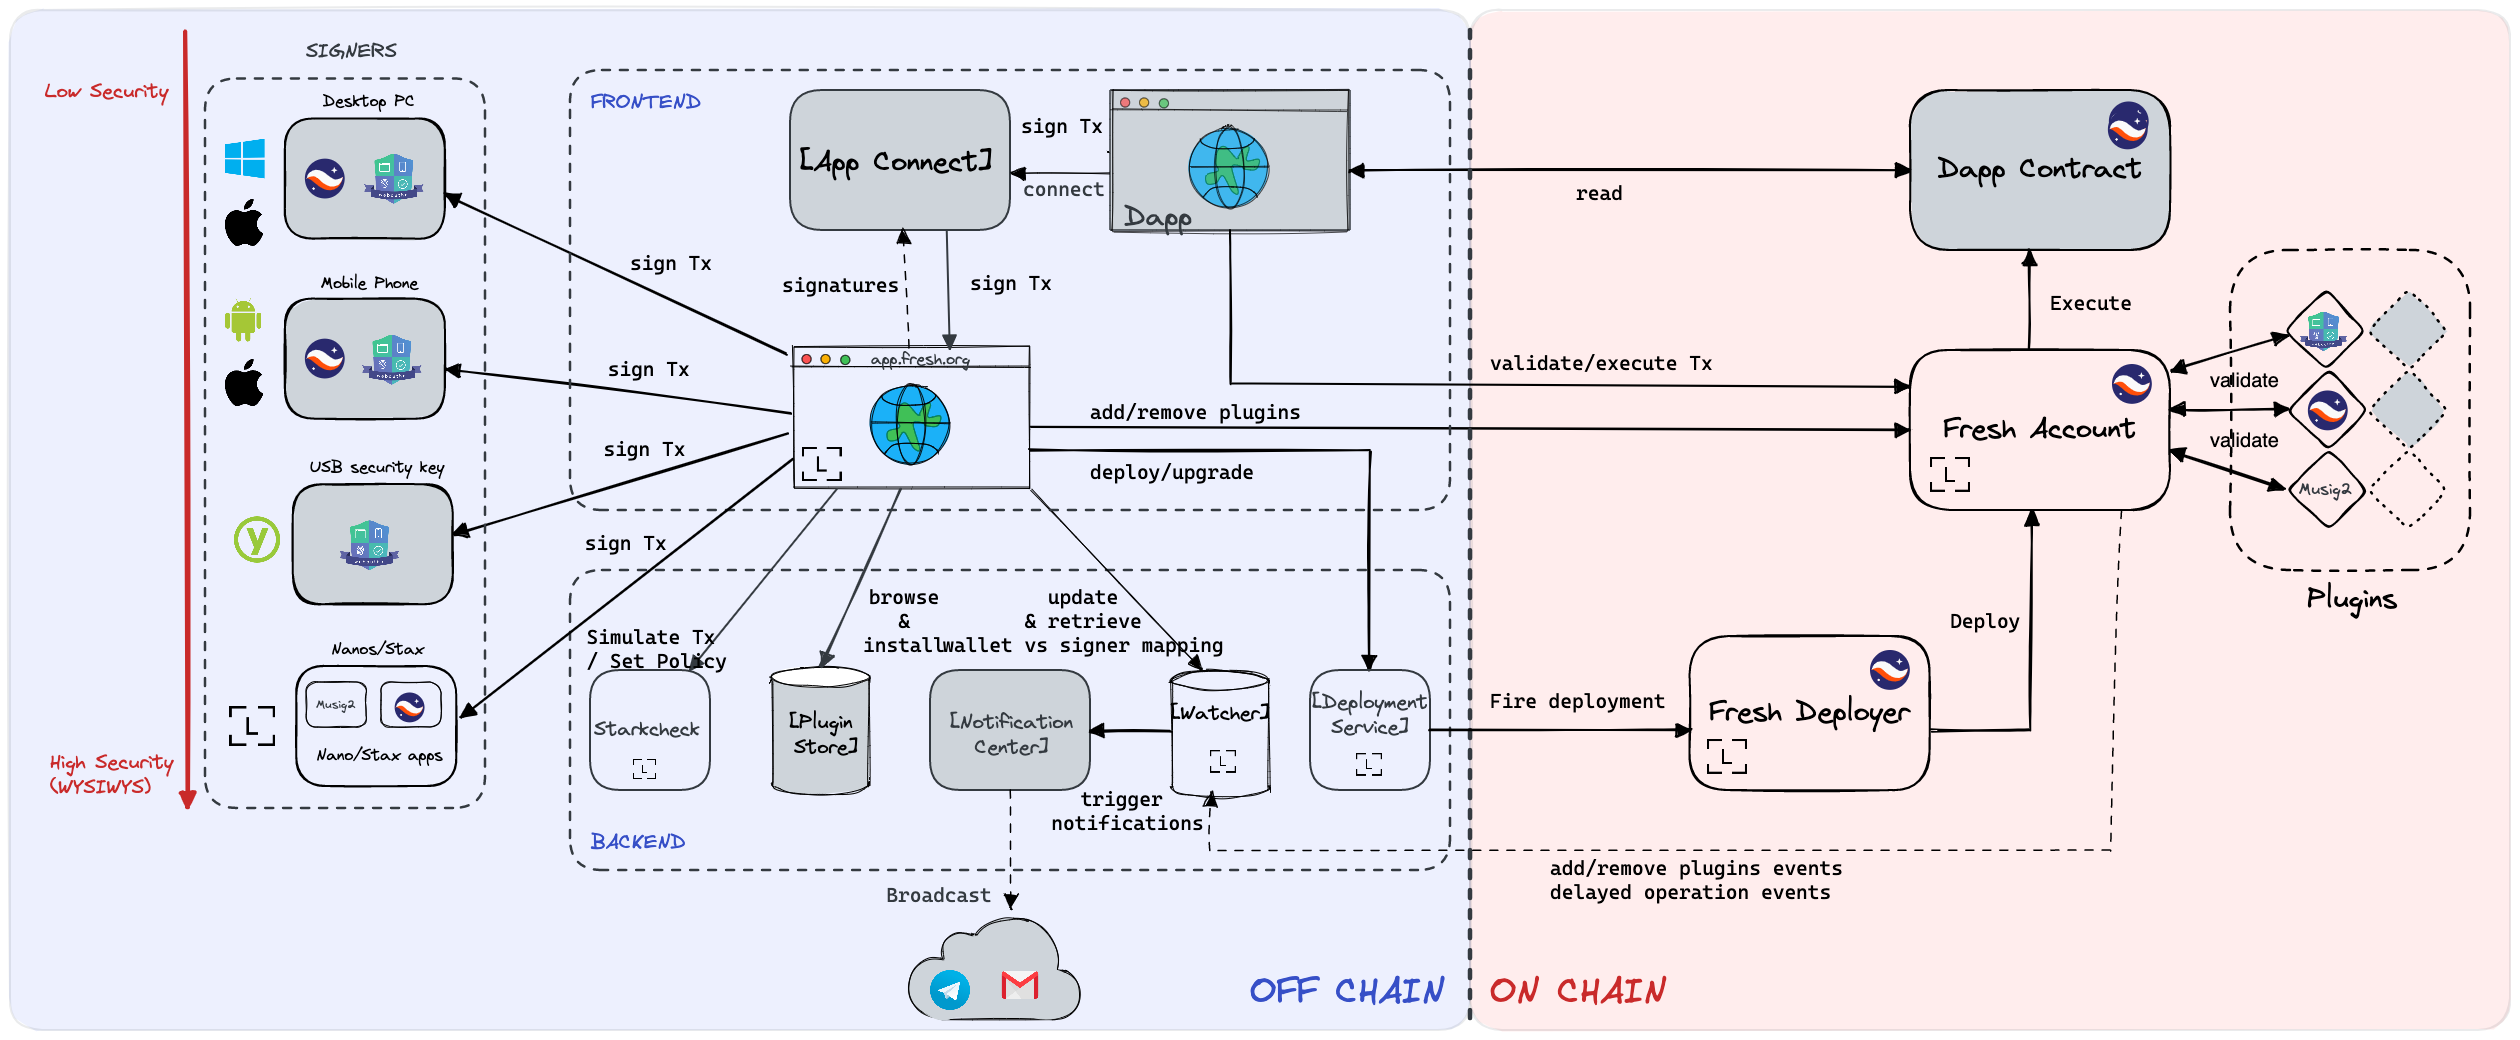 SIGNERS
Low Security
Desktop PC
Mobile Phone
USB security key
Nanos/Stax
Musig2
Nano/Stax apps
High Security
(WYSIWYS)
FRONTEND
[App Connect]
sign Tx
connect
Dapp
signatures
sign Tx
app.fresh.org
sign Tx
sign Tx
sign Tx
sign Tx
read
validate/execute Tx
add/remove plugins
deploy/upgrade
Simulate Tx
/ Set Policy
browse
&
install
update
& retrieve
wallet vs signer mapping
Starkcheck
[Plugin
Store]
[Notification
Center]
[Watcher]
[Deployment
Service]
trigger
notifications
BACKEND
Broadcast
OFF CHAIN
ON CHAIN
Dapp Contract
Execute
Fresh Account
validate
validate
Musig2
Plugins
Deploy
Fire deployment
Fresh Deployer
add/remove plugins events
delayed operation events